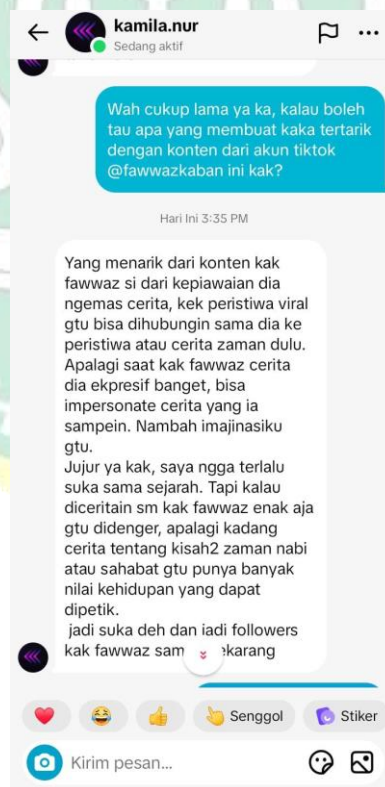 kamila.nur
Sedang aktif
Wah cukup lama ya ka, kalau boleh
tau apa yang membuat kaka tertarik
dengan konten dari akun tiktok
@fawwazkaban ini kak?
Hari Ini 3:35 PM
Yang menarik dari konten kak
fawwaz si dari kepiawaian dia
ngemas cerita, kek peristiwa viral
gtu bisa dihubungin sama dia ke
peristiwa atau cerita zaman dulu.
Apalagi saat kak fawwaz cerita
dia ekpresif banget, bisa
impersonate cerita yang ia
sampein. Nambah imajinasiku
gtu.
Jujur ya kak, saya ngga terlalu
suka sama sejarah. Tapi kalau
diceritain sm kak fawwaz enak aja
gtu didenger, apalagi kadang
cerita tentang kisah2 zaman nabi
atau sahabat gtu punya banyak
nilai kehidupan yang dapat
dipetik.
jadi suka deh dan jadi followers
kak fawwaz sam ekarang
Senggol
Stiker
Kirim pesan...